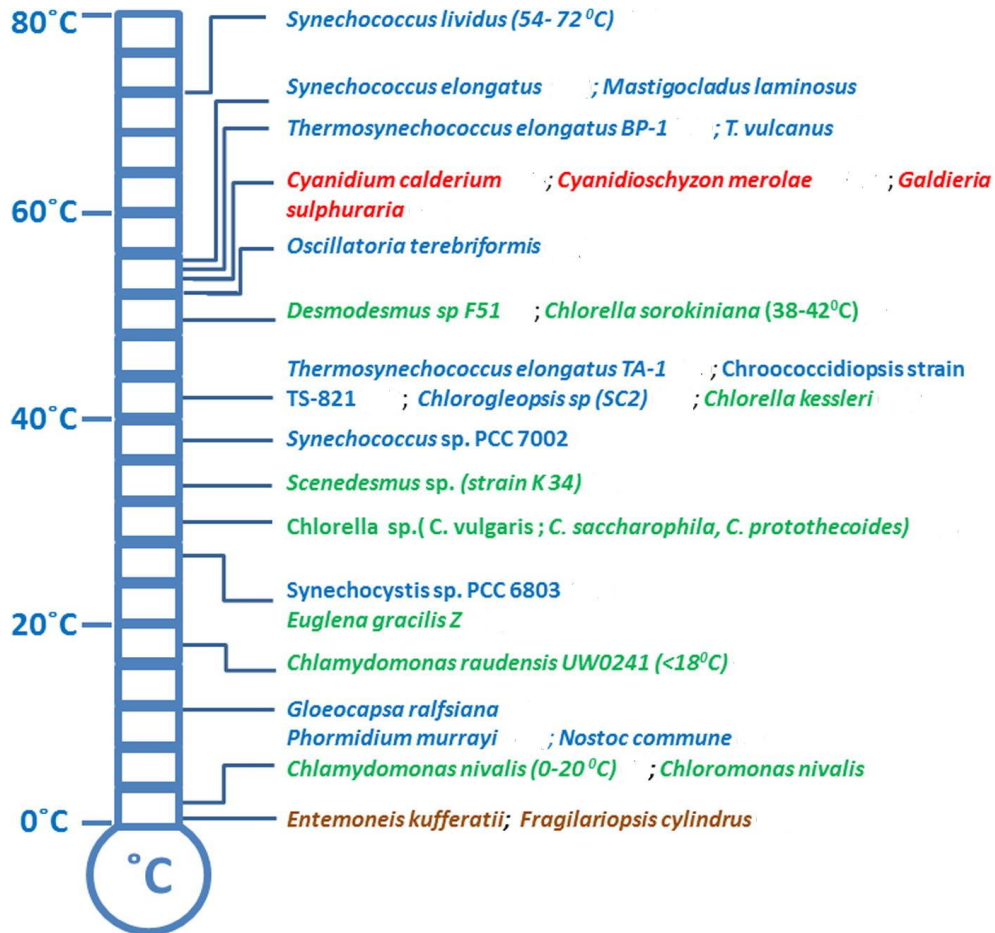 80°C
Synechococcus lividus (54- 72 ⁰C)
Synechococcus elongatus ; Mastigocladus laminosus
Thermosynechococcus elongatus BP-1 ; T. vulcanus
Cyanidium calderium ; Cyanidioschyzon merolae ; Galdieria
sulphuraria
60°C
Oscillatoria terebriformis
Desmodesmus sp F51 ; Chlorella sorokiniana (38-42⁰C)
Thermosynechococcus elongatus TA-1 ; Chroococcidiopsis strain
TS-821 ; Chlorogleopsis sp (SC2) ; Chlorella kessleri
40°C
Synechococcus sp. PCC 7002
Scenedesmus sp. (strain K 34)
Chlorella sp.( C. vulgaris ; C. saccharophila, C. protothecoides)
Synechocystis sp. PCC 6803
Euglena gracilis Z
20°C
Chlamydomonas raudensis UW0241 (<18⁰C)
Gloeocapsa ralfsiana
Phormidium murrayi ; Nostoc commune
Chlamydomonas nivalis (0-20 ⁰C) ; Chloromonas nivalis
0°C
Entemoneis kufferatii; Fragilariopsis cylindrus
°C